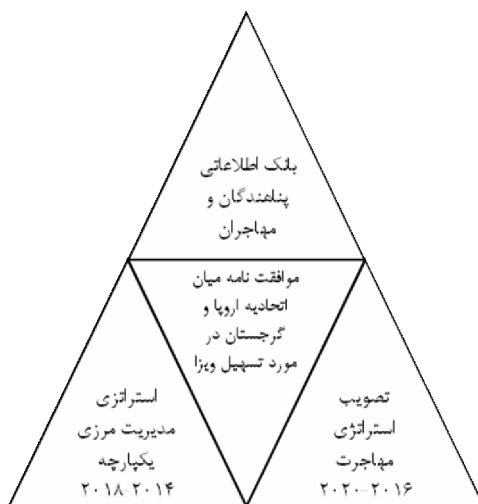 بانک اطلاعاتی
پناهندگان و
مهاجران
موافقت نامه میان
اتحادیه اروپا و
گرجستان در
مورد تسهیل ویزا
تصویب
استراتژی
مهاجرت
۲۰۲۰-۲۰۱۶
استراتژی
مدیریت مرزی
یکپارچه
۲۰۱۸-۲۰۱۴